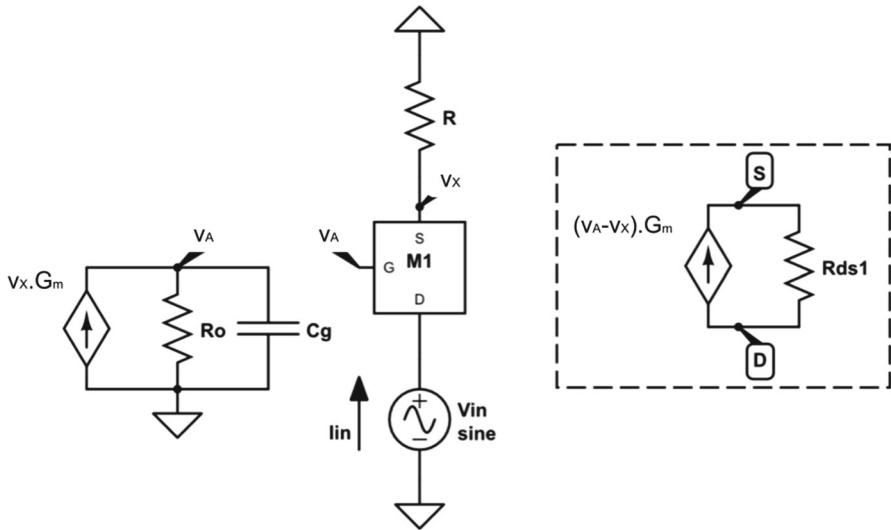 R
vX
S
vA
vA
G
M1
(vA-vX).Gm
S
vX.Gm
Ro
Cg
D
Rds1
D
Iin
Vin
sine